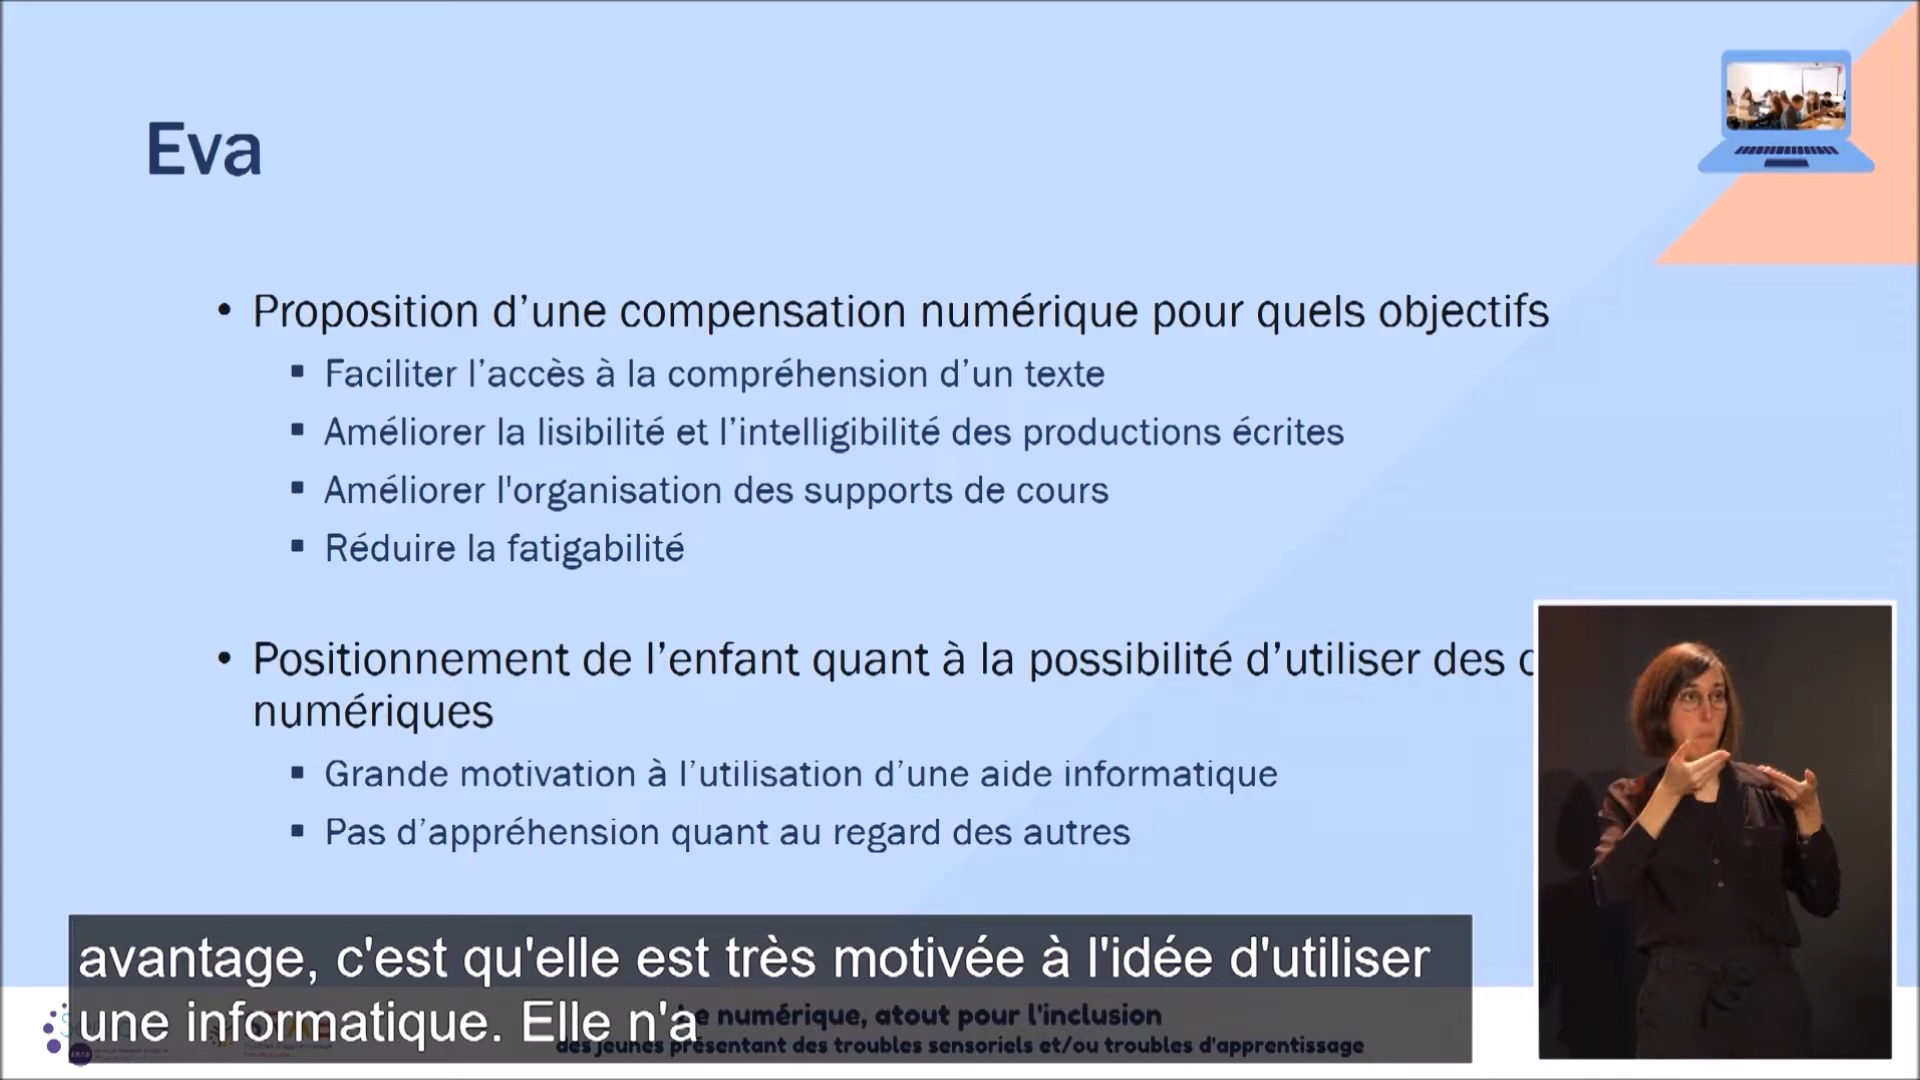 Eva
• Proposition d’une compensation numérique pour quels objectifs
▪ Faciliter l’accès à la compréhension d’un texte
▪ Améliorer la lisibilité et l’intelligibilité des productions écrites
▪ Améliorer l'organisation des supports de cours
▪ Réduire la fatigabilité
• Positionnement de l’enfant quant à la possibilité d’utiliser des
numériques
▪ Grande motivation à l’utilisation d’une aide informatique
▪ Pas d’appréhension quant au regard des autres
avantage, c'est qu'elle est très motivée à l'idée d'utiliser
une informatique. Elle n'a
numérique, atout pour l'inclusion
des jeunes présentant des troubles sensoriels et/ou troubles d'apprentissage